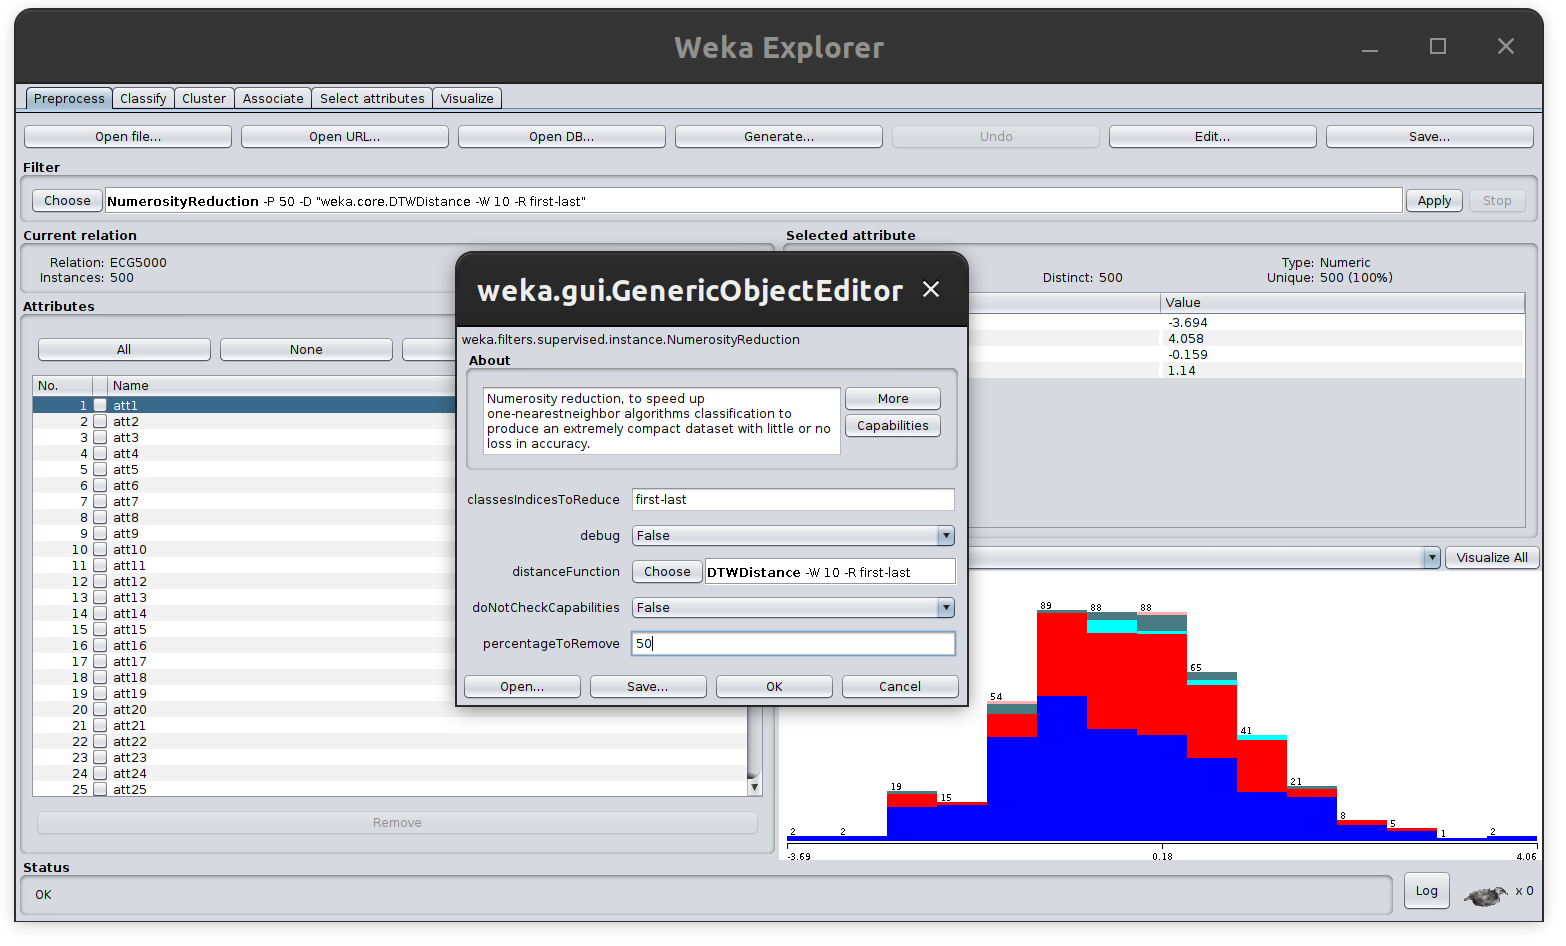 Weka Explorer
Preprocess Classify Cluster Associate Select attributes Visualize
Open file... Open URL... Open DB... Generate... Undo Edit... Save...
Filter
Choose NumerosityReduction -P 50 -D "weka.core.DTWDistance -W 10 -R first-last" Apply Stop
Current relation
Relation: ECG5000
Instances: 500
Attributes
All None
No. Name
1 att1
2 att2
3 att3
4 att4
5 att5
6 att6
7 att7
8 att8
9 att9
10 att10
11 att11
12 att12
13 att13
14 att14
15 att15
16 att16
17 att17
18 att18
19 att19
20 att20
21 att21
22 att22
23 att23
24 att24
25 att25
Remove
Selected attribute
Type: Numeric
Distinct: 500 Unique: 500 (100%)
Value
-3.694
4.058
-0.159
1.14
Visualize All
2 2 19 15 54 89 88 88 65 41 21 8 5 1 2
-3.69 0.18 4.06
weka.gui.GenericObjectEditor
weka.filters.supervised.instance.NumerosityReduction
About
Numerosity reduction, to speed up
one-nearestneighbor algorithms classification to
produce an extremely compact dataset with little or no
loss in accuracy.
More
Capabilities
classesIndicesToReduce first-last
debug False
distanceFunction Choose DTWDistance -W 10 -R first-last
doNotCheckCapabilities False
percentageToRemove 50
Open... Save... OK Cancel
Status
OK
Log x 0